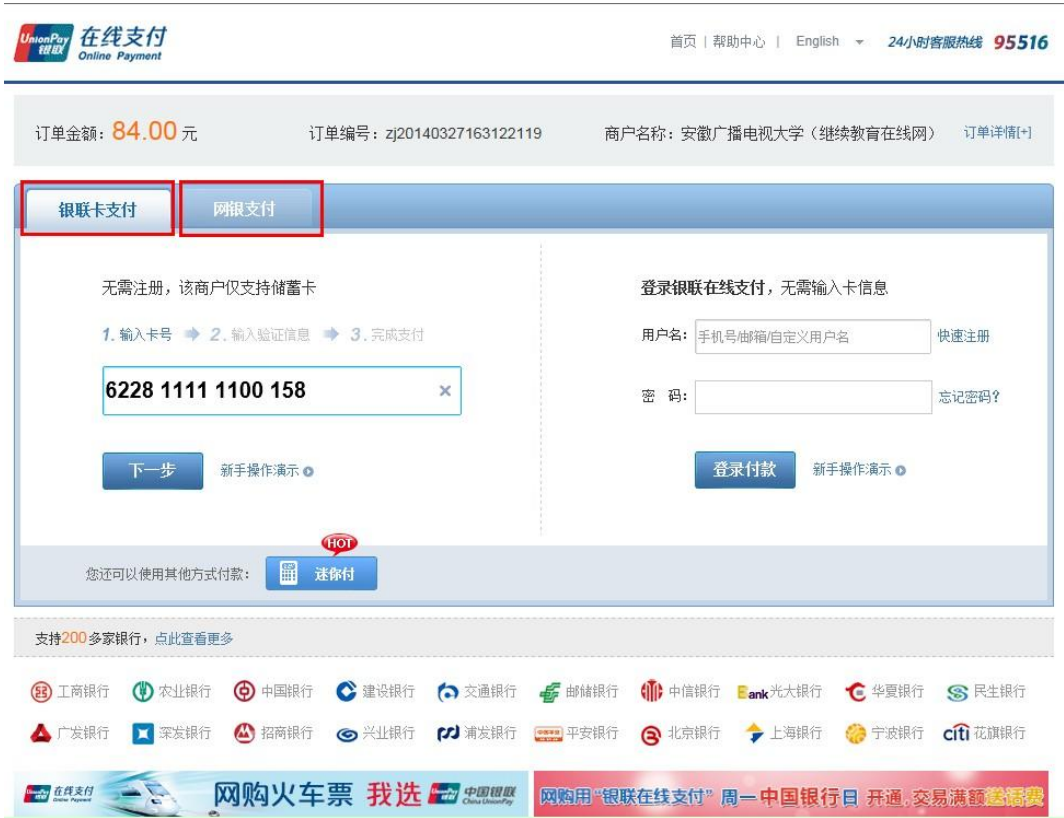 UnionPay 银联 在线支付 Online Payment
首页 | 帮助中心 | English 24小时客服热线 95516
订单金额：84.00 元 订单编号：zj20140327163122119 商户名称：安徽广播电视大学（继续教育在线网） 订单详情[+]
银联卡支付 网银支付
无需注册，该商户仅支持储蓄卡
1.输入卡号 2.输入验证信息 3.完成支付
6228 1111 1100 158 ×
下一步 新手操作演示
登录银联在线支付，无需输入卡信息
用户名： 手机号/邮箱/自定义用户名 快速注册
密 码： 忘记密码?
登录付款 新手操作演示
HOT
您还可以使用其他方式付款： 迷你付
支持200多家银行，点此查看更多
工商银行 农业银行 中国银行 建设银行 交通银行 邮储银行 中信银行 Bank 光大银行 华夏银行 民生银行
广发银行 深发银行 招商银行 兴业银行 浦发银行 平安银行 北京银行 上海银行 宁波银行 citi 花旗银行
UnionPay 银联 在线支付 Online Payment 网购火车票 我选 UnionPay 银联 中国银联 China UnionPay
网购用“银联在线支付” 周一中国银行日 开通,交易满额送话费